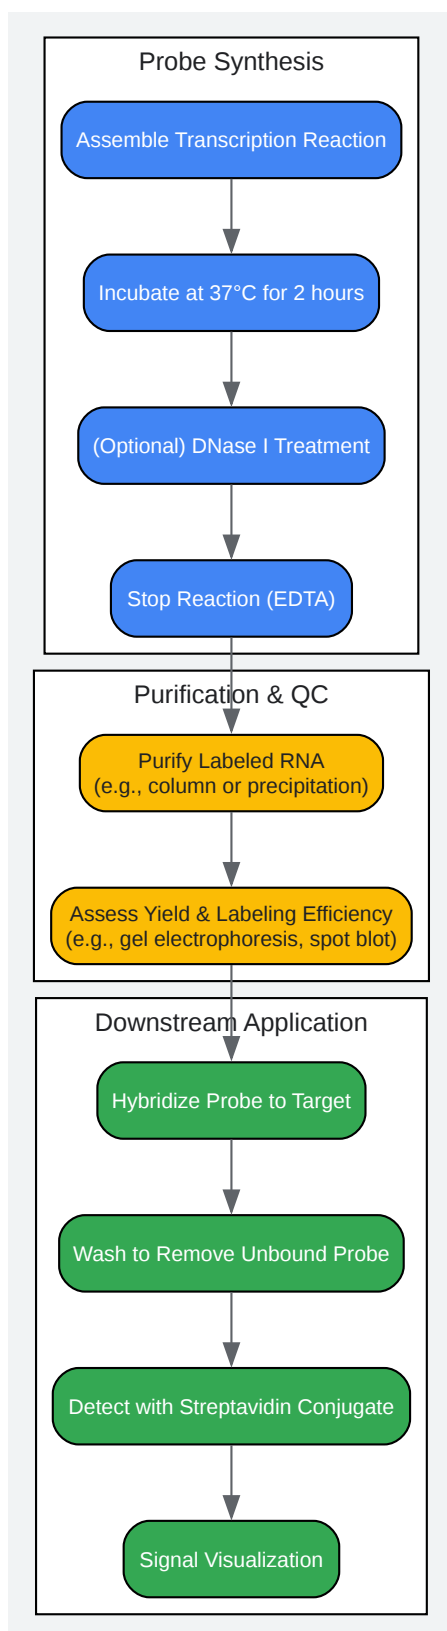 Probe Synthesis
Assemble Transcription Reaction
Incubate at 37°C for 2 hours
(Optional) DNase I Treatment
Stop Reaction (EDTA)
Purification & QC
Purify Labeled RNA
(e.g., column or precipitation)
Assess Yield & Labeling Efficiency
(e.g., gel electrophoresis, spot blot)
Downstream Application
Hybridize Probe to Target
Wash to Remove Unbound Probe
Detect with Streptavidin Conjugate
Signal Visualization